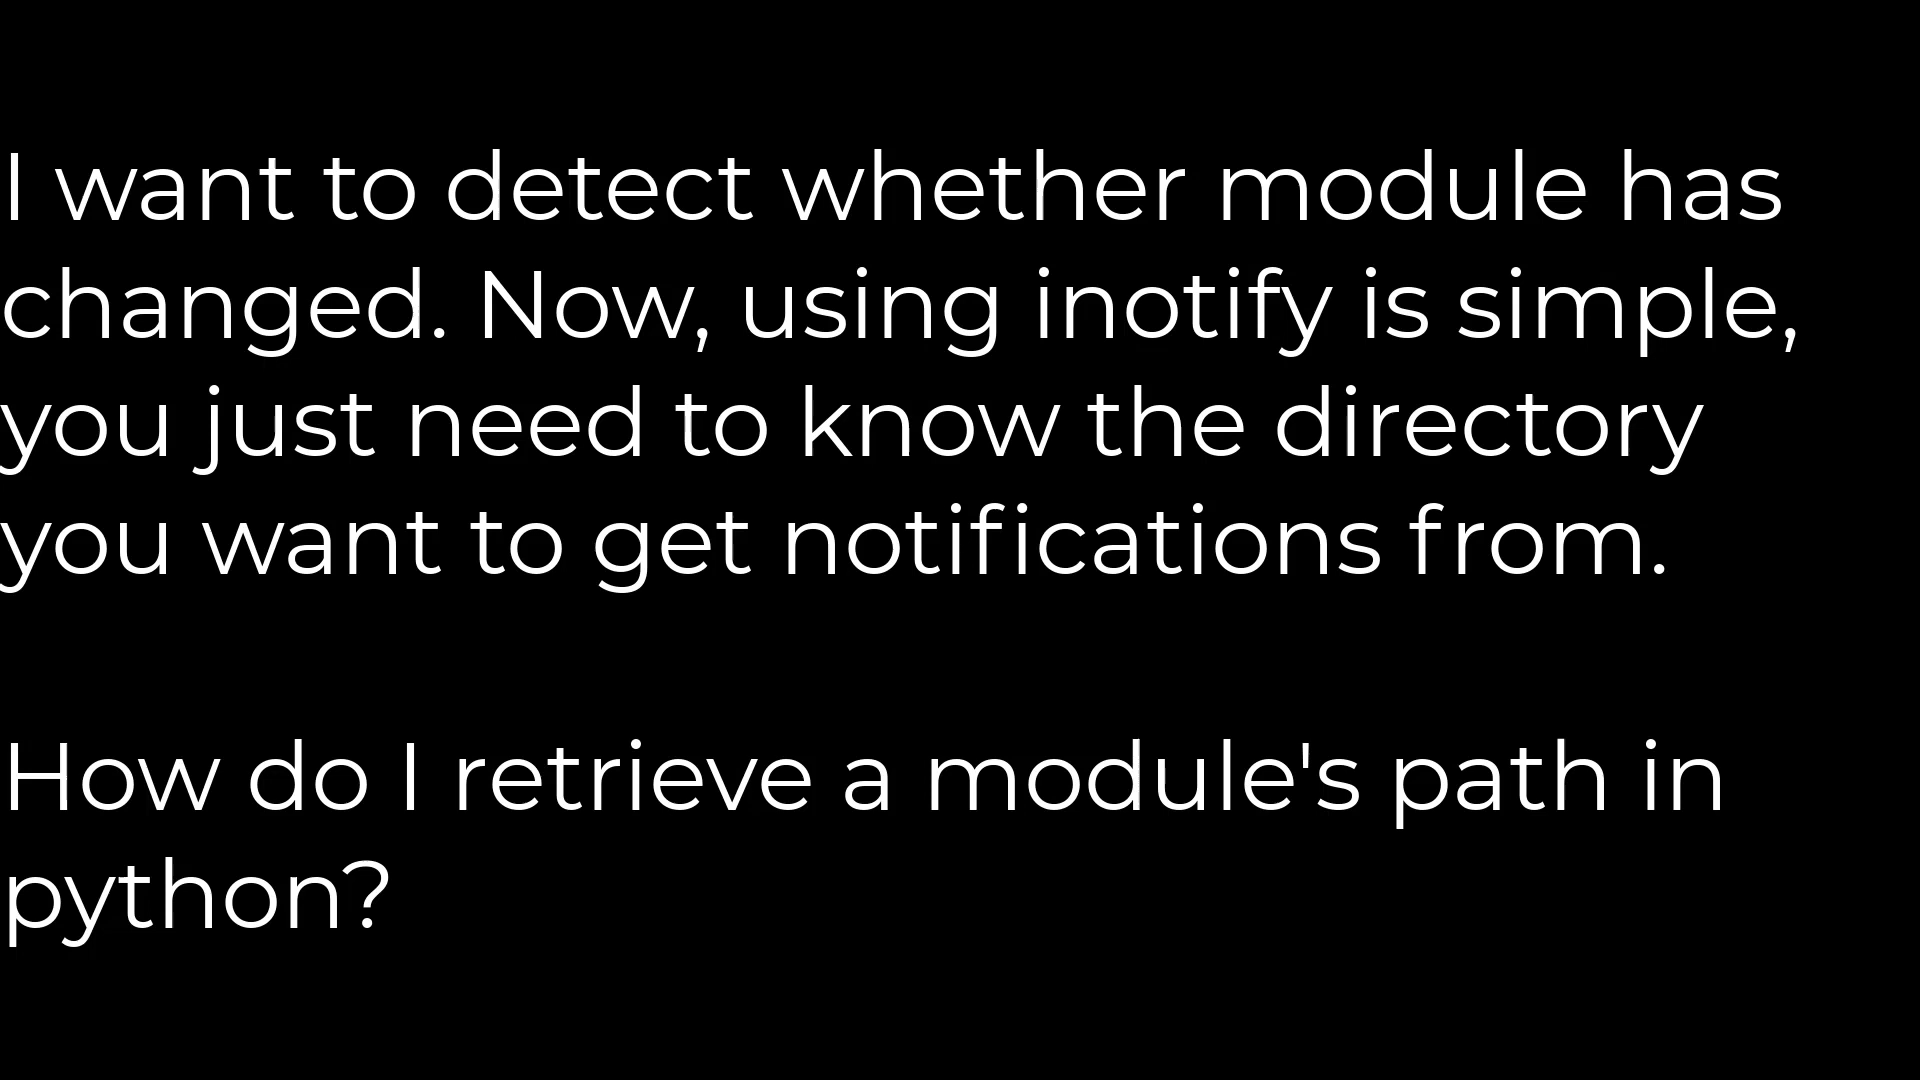 I want to detect whether module has
changed. Now, using inotify is simple,
you just need to know the directory
you want to get notifications from.
How do I retrieve a module's path in
python?